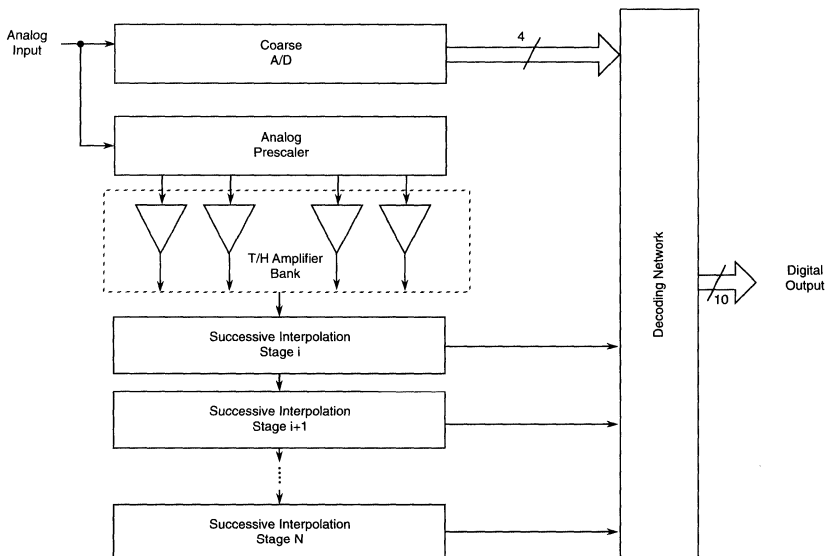 Analog
Input
Coarse
A/D
4
Analog
Prescaler
T/H Amplifier
Bank
Successive Interpolation
Stage i
Successive Interpolation
Stage i+1
Successive Interpolation
Stage N
Decoding Network
10
Digital
Output